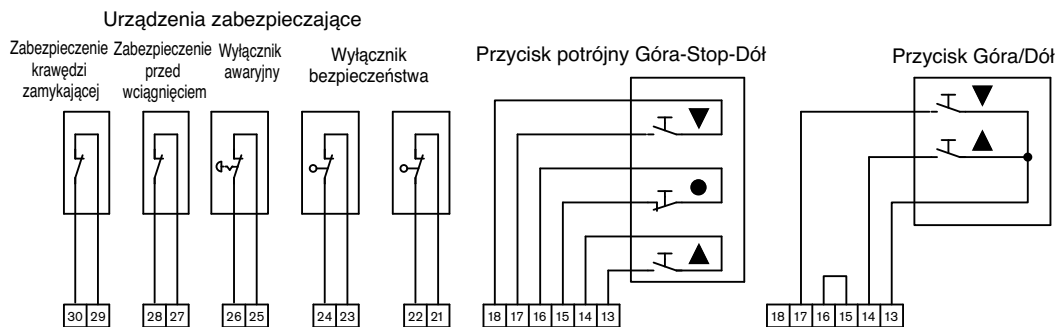 Urządzenia zabezpieczające
Zabezpieczenie
krawędzi
zamykającej
Zabezpieczenie
przed
wciągnięciem
Wyłącznik
awaryjny
Wyłącznik
bezpieczeństwa
Przycisk potrójny Góra-Stop-Dół
Przycisk Góra/Dół
30 29
28 27
26 25
24 23
22 21
18 17 16 15 14 13
18 17 16 15 14 13